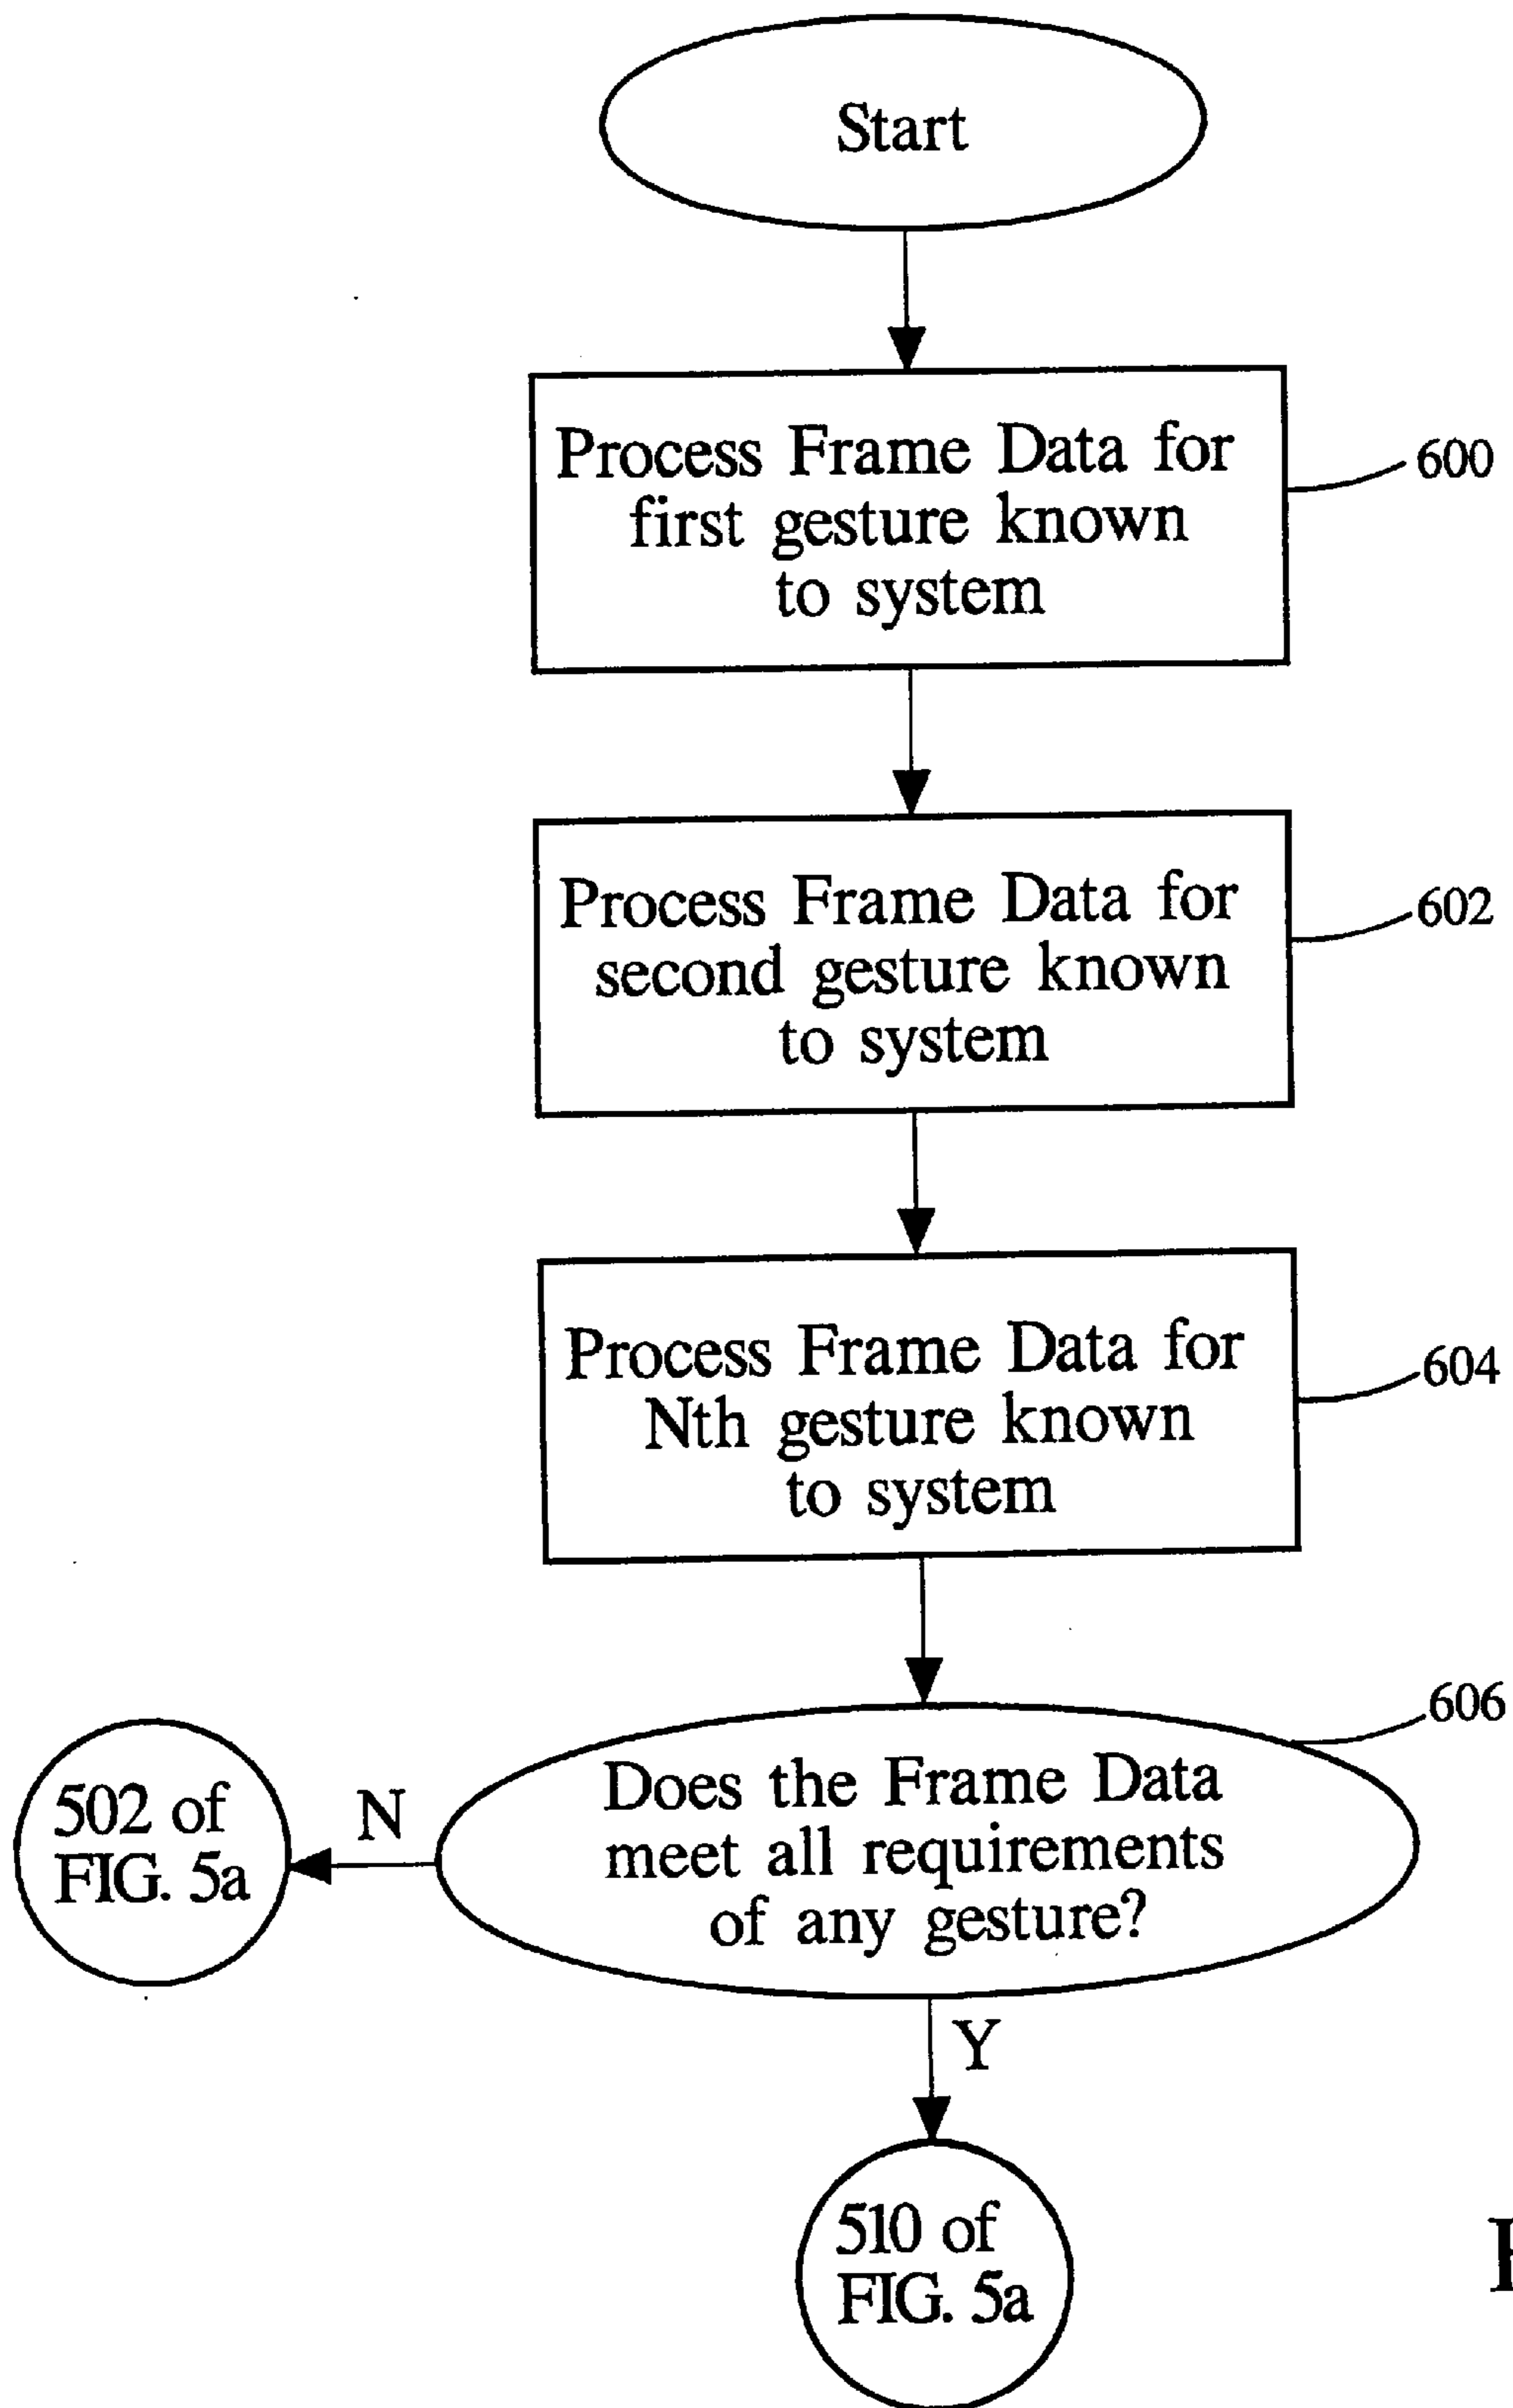 Start
Process Frame Data for
first gesture known
to system
600
Process Frame Data for
second gesture known
to system
602
Process Frame Data for
Nth gesture known
to system
604
606
Does the Frame Data
meet all requirements
of any gesture?
N
502 of
FIG. 5a
Y
510 of
FIG. 5a